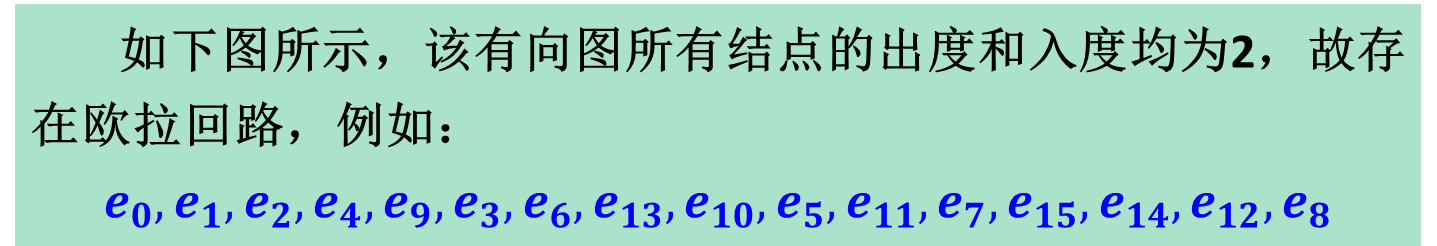 如下图所示，该有向图所有结点的出度和入度均为2，故存
在欧拉回路，例如：
e₀, e₁, e₂, e₄, e₉, e₃, e₆, e₁₃, e₁₀, e₅, e₁₁, e₇, e₁₅, e₁₄, e₁₂, e₈